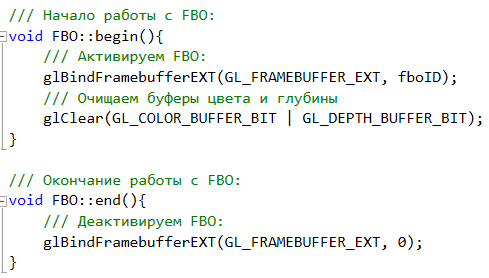 /// Начало работы с FBO:
void FBO::begin(){
/// Активируем FBO:
glBindFramebufferEXT(GL_FRAMEBUFFER_EXT, fboID);
/// Очищаем буферы цвета и глубины
glClear(GL_COLOR_BUFFER_BIT | GL_DEPTH_BUFFER_BIT);
}
/// Окончание работы с FBO:
void FBO::end(){
/// Деактивируем FBO:
glBindFramebufferEXT(GL_FRAMEBUFFER_EXT, 0);
}